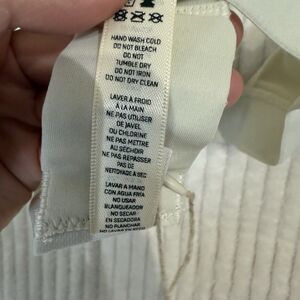 HAND WASH COLD
DO NOT BLEACH
DO NOT
TUMBLE DRY
DO NOT IRON
DO NOT DRY CLEAN
LAVER À FROID
À LA MAIN
NE PAS UTILISER
DE JAVEL
OU CHLORINE
NE PAS METTRE
AU SÉCHOIR
NE PAS REPASSER
PAS DE
NETTOYAGE À SEC
LAVAR A MANO
CON AGUA FRIO
NO USAR
BLANQUEADOR
NO SECAR
EN SECADORA
NO PLANCHAR